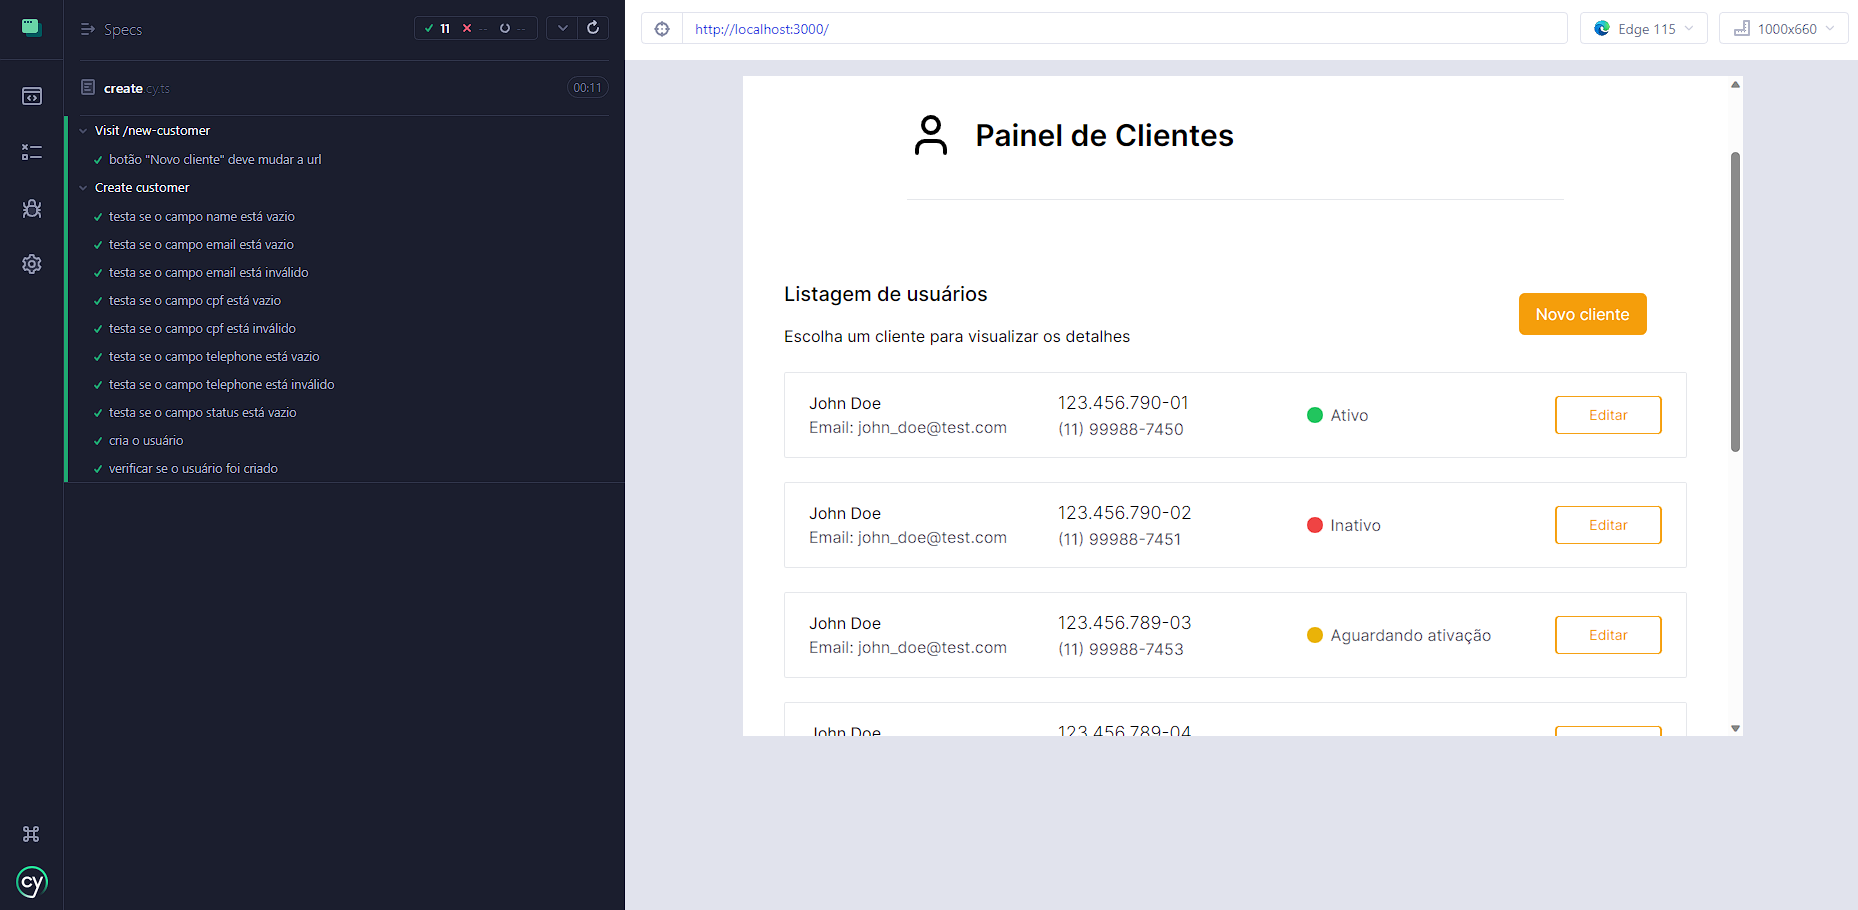 Specs
11 -- --
create.cy.ts
00:11
Visit /new-customer
botão "Novo cliente" deve mudar a url
Create customer
testa se o campo name está vazio
testa se o campo email está vazio
testa se o campo email está inválido
testa se o campo cpf está vazio
testa se o campo cpf está inválido
testa se o campo telephone está vazio
testa se o campo telephone está inválido
testa se o campo status está vazio
cria o usuário
verificar se o usuário foi criado
cy
http://localhost:3000/
Edge 115
1000x660
Painel de Clientes
Listagem de usuários
Escolha um cliente para visualizar os detalhes
Novo cliente
John Doe
Email: john_doe@test.com
123.456.790-01
(11) 99988-7450
Ativo
Editar
John Doe
Email: john_doe@test.com
123.456.790-02
(11) 99988-7451
Inativo
Editar
John Doe
Email: john_doe@test.com
123.456.789-03
(11) 99988-7453
Aguardando ativação
Editar
John Doe
123.456.789-04